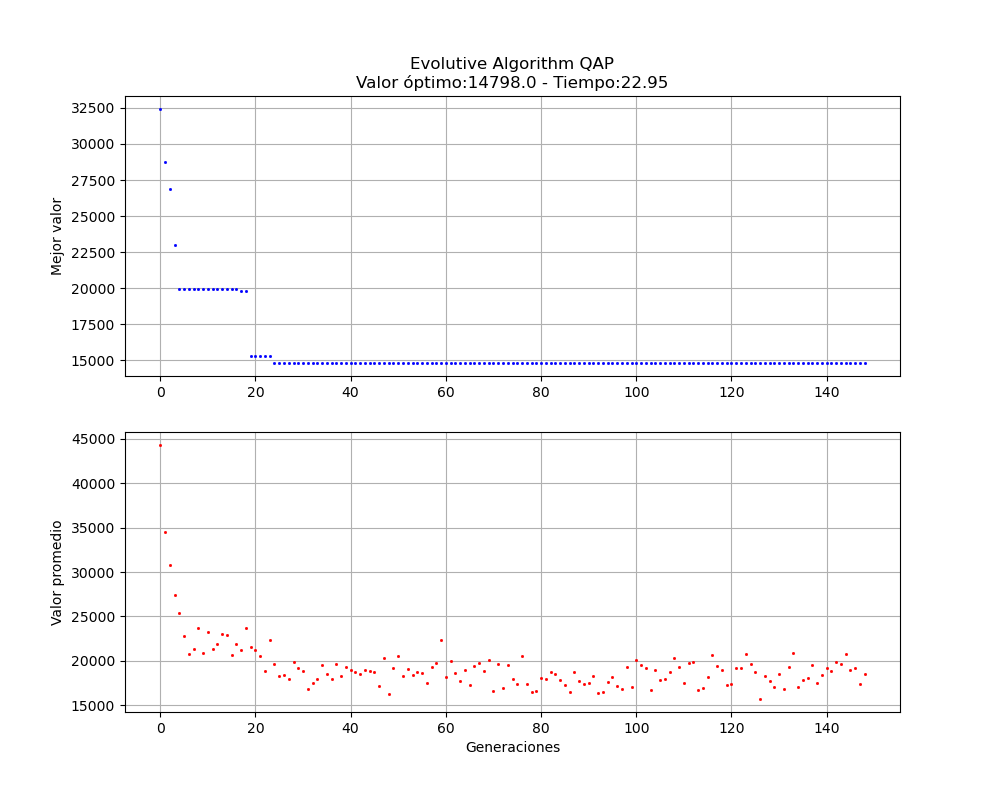 Evolutive Algorithm QAP
Valor óptimo:14798.0 - Tiempo:22.95
32500
30000
27500
25000
22500
20000
17500
15000
Mejor valor
0 20 40 60 80 100 120 140
45000
40000
35000
30000
25000
20000
15000
Valor promedio
0 20 40 60 80 100 120 140
Generaciones